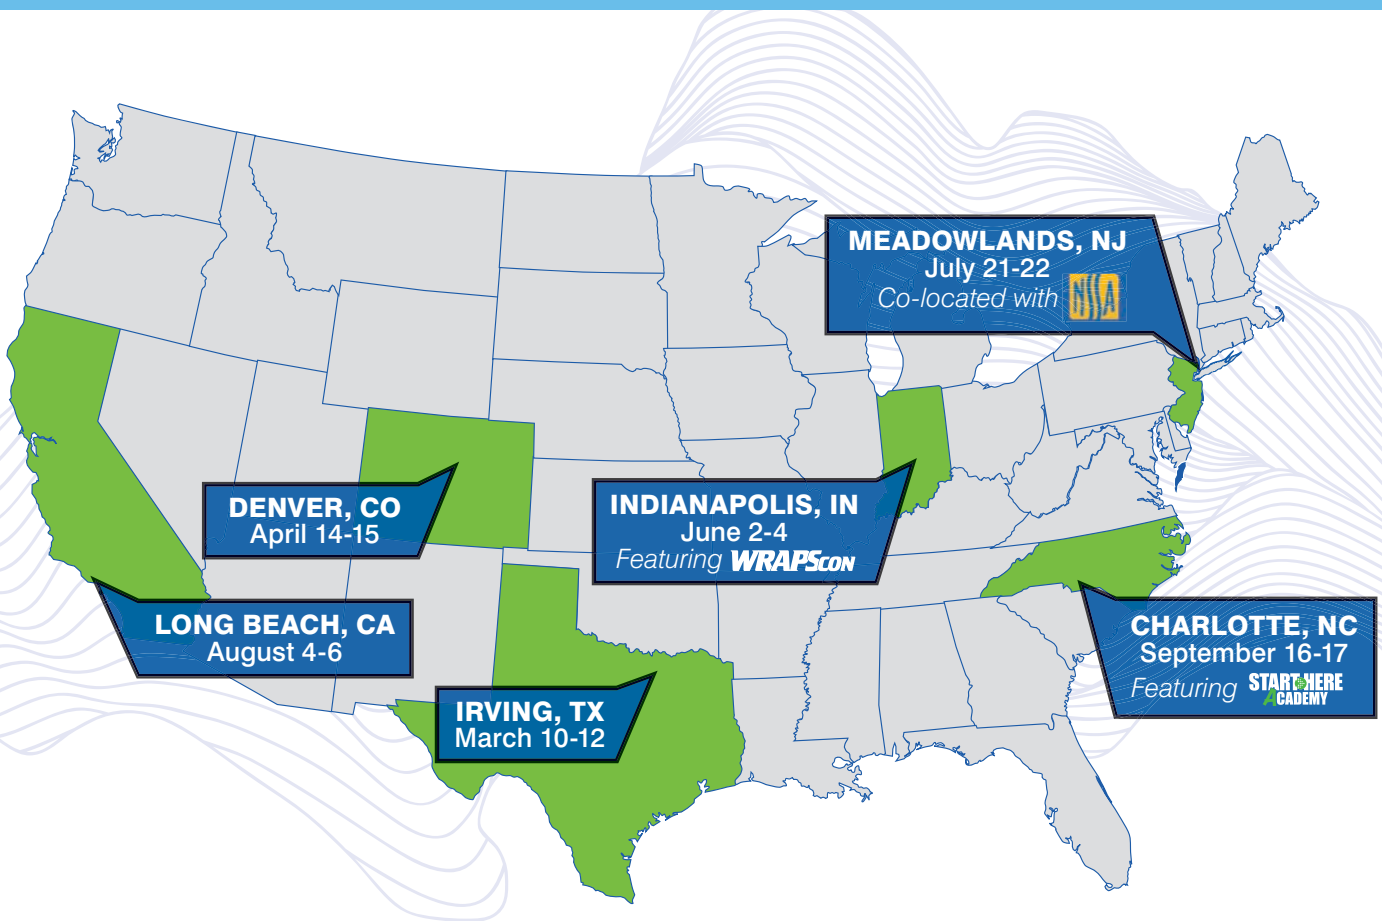 MEADOWLANDS, NJ
July 21-22
Co-located with NSSA
DENVER, CO
April 14-15
INDIANAPOLIS, IN
June 2-4
Featuring WRAPSCON
LONG BEACH, CA
August 4-6
CHARLOTTE, NC
September 16-17
Featuring START HERE
ACADEMY
IRVING, TX
March 10-12